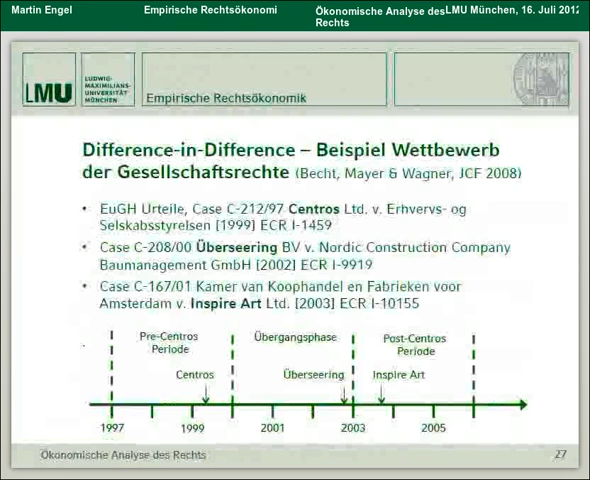 Martin Engel Empirische Rechtsökonomi Ökonomische Analyse des LMU München, 16. Juli 2012
Rechts
LMU
LUDWIG-
MAXIMILIANS-
UNIVERSITÄT
MÜNCHEN
Empirische Rechtsökonomik
Difference-in-Difference – Beispiel Wettbewerb
der Gesellschaftsrechte (Becht, Mayer & Wagner, JCF 2008)
• EuGH Urteile, Case C-212/97 Centros Ltd. v. Erhvervs- og
Selskabsstyrelsen [1999] ECR I-1459
• Case C-208/00 Überseering BV v. Nordic Construction Company
Baumanagement GmbH [2002] ECR I-9919
• Case C-167/01 Kamer van Koophandel en Fabrieken voor
Amsterdam v. Inspire Art Ltd. [2003] ECR I-10155
Pre-Centros Übergangsphase Post-Centros
Periode Periode
Centros Überseering Inspire Art
1997 1999 2001 2003 2005
Ökonomische Analyse des Rechts 27